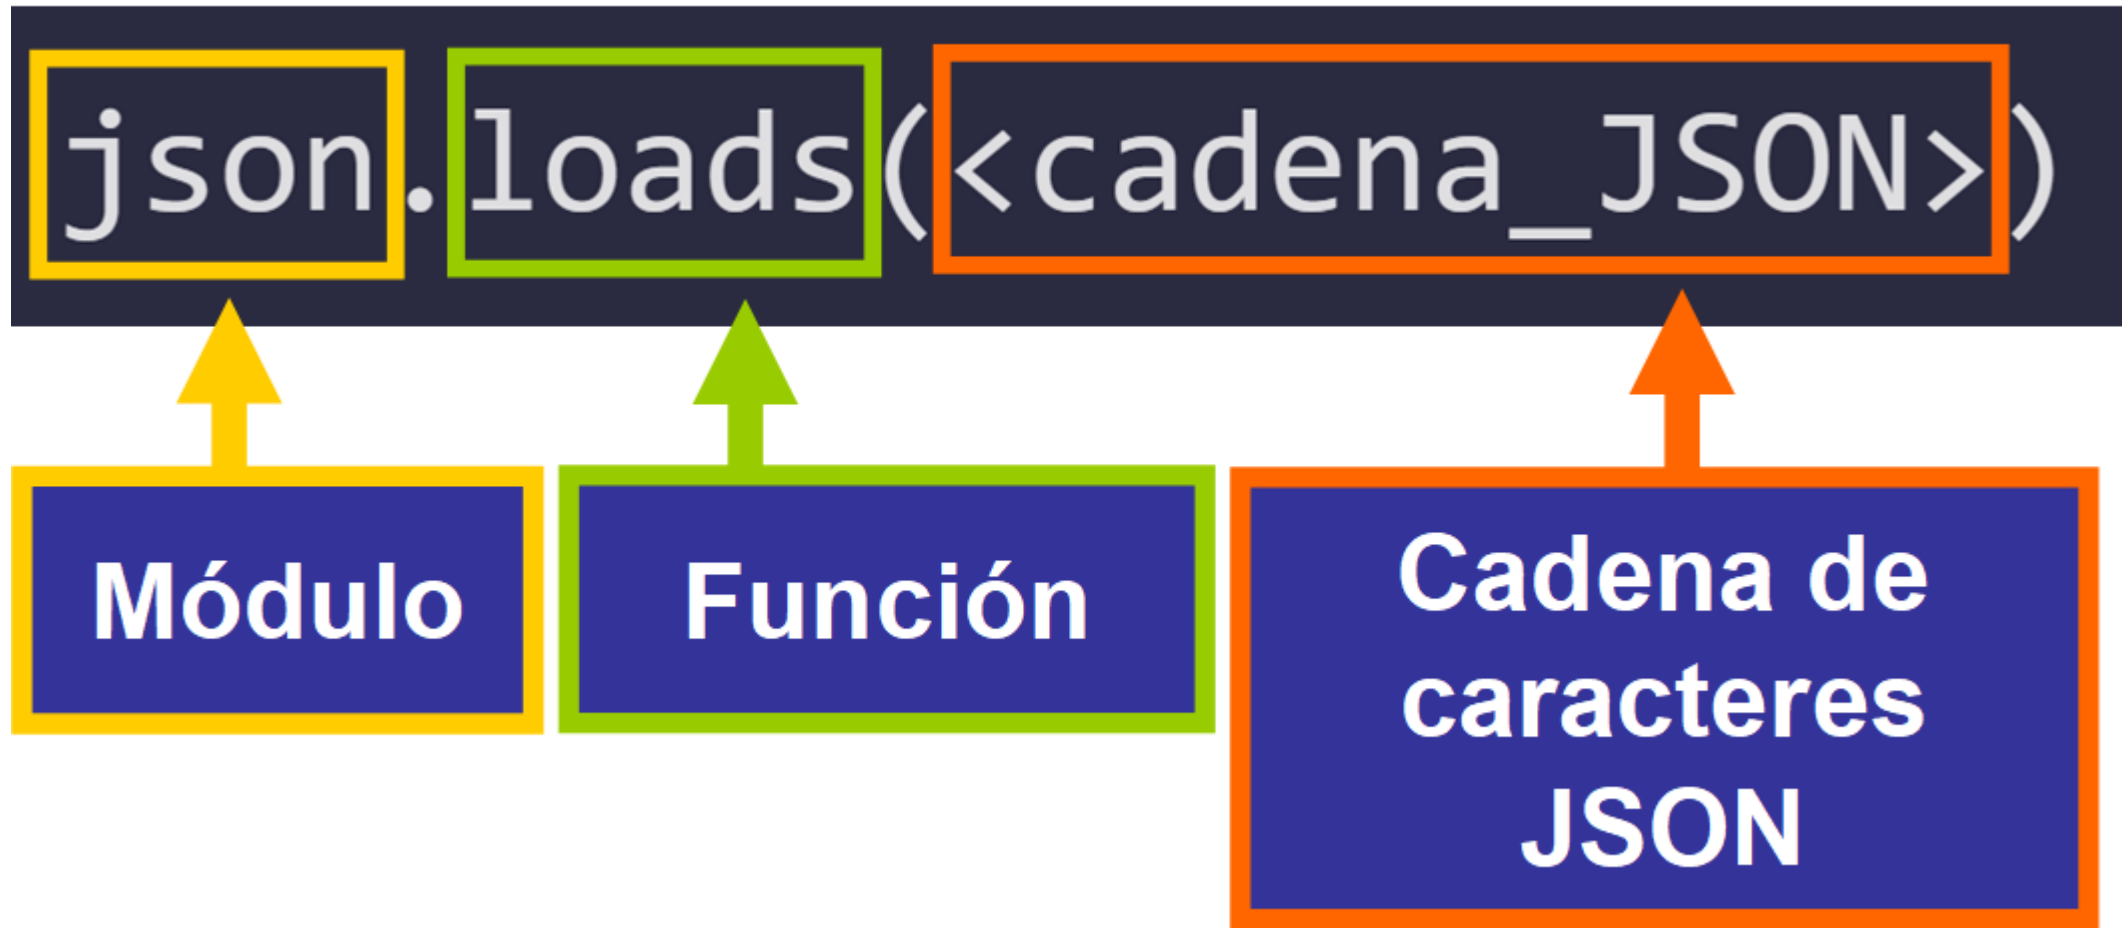 json.loads(<cadena_JSON>)
Módulo
Función
Cadena de
caracteres
JSON